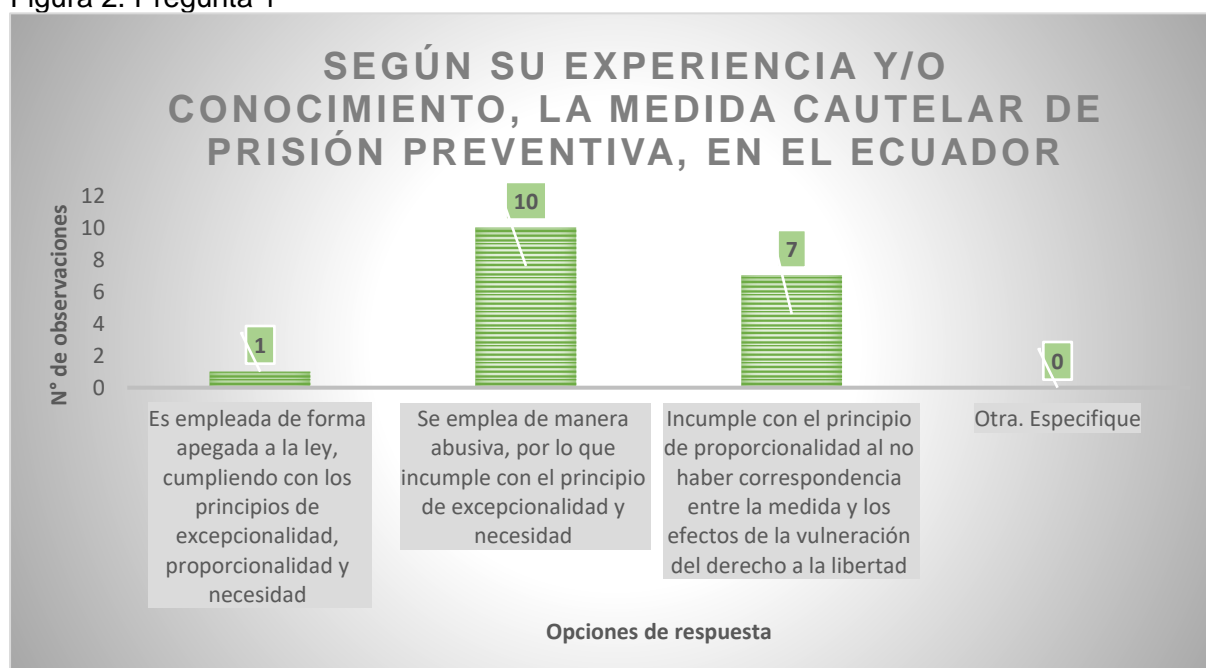 Figura 2. Pregunta 1
SEGÚN SU EXPERIENCIA Y/O
CONOCIMIENTO, LA MEDIDA CAUTELAR DE
PRISIÓN PREVENTIVA, EN EL ECUADOR
N° de observaciones
12
10
8
6
4
2
0
1
10
7
0
Es empleada de forma
apegada a la ley,
cumpliendo con los
principios de
excepcionalidad,
proporcionalidad y
necesidad
Se emplea de manera
abusiva, por lo que
incumple con el principio
de excepcionalidad y
necesidad
Incumple con el principio
de proporcionalidad al no
haber correspondencia
entre la medida y los
efectos de la vulneración
del derecho a la libertad
Otra. Especifique
Opciones de respuesta